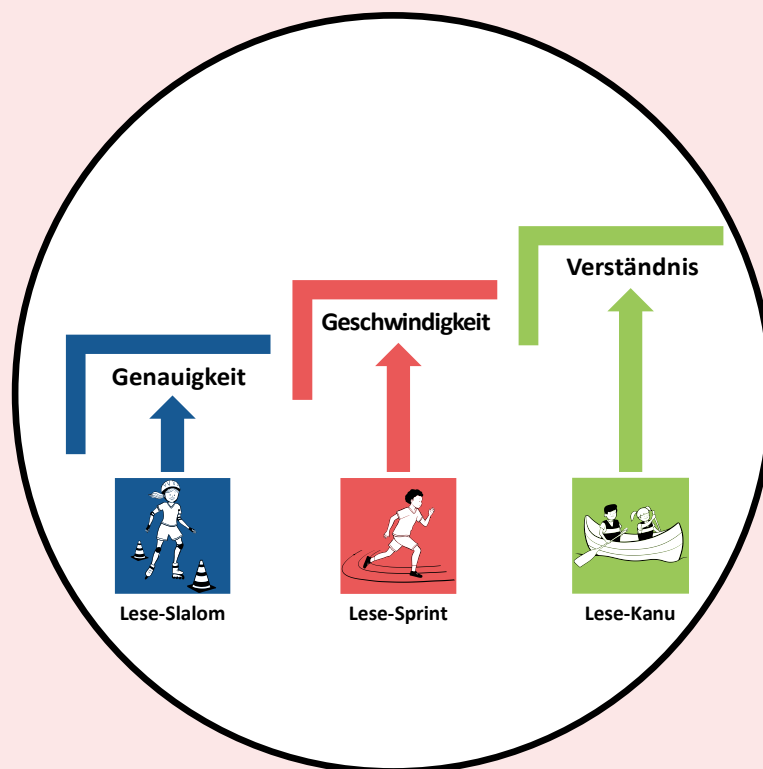 Verständnis
Geschwindigkeit
Genauigkeit
Lese-Slalom
Lese-Sprint
Lese-Kanu